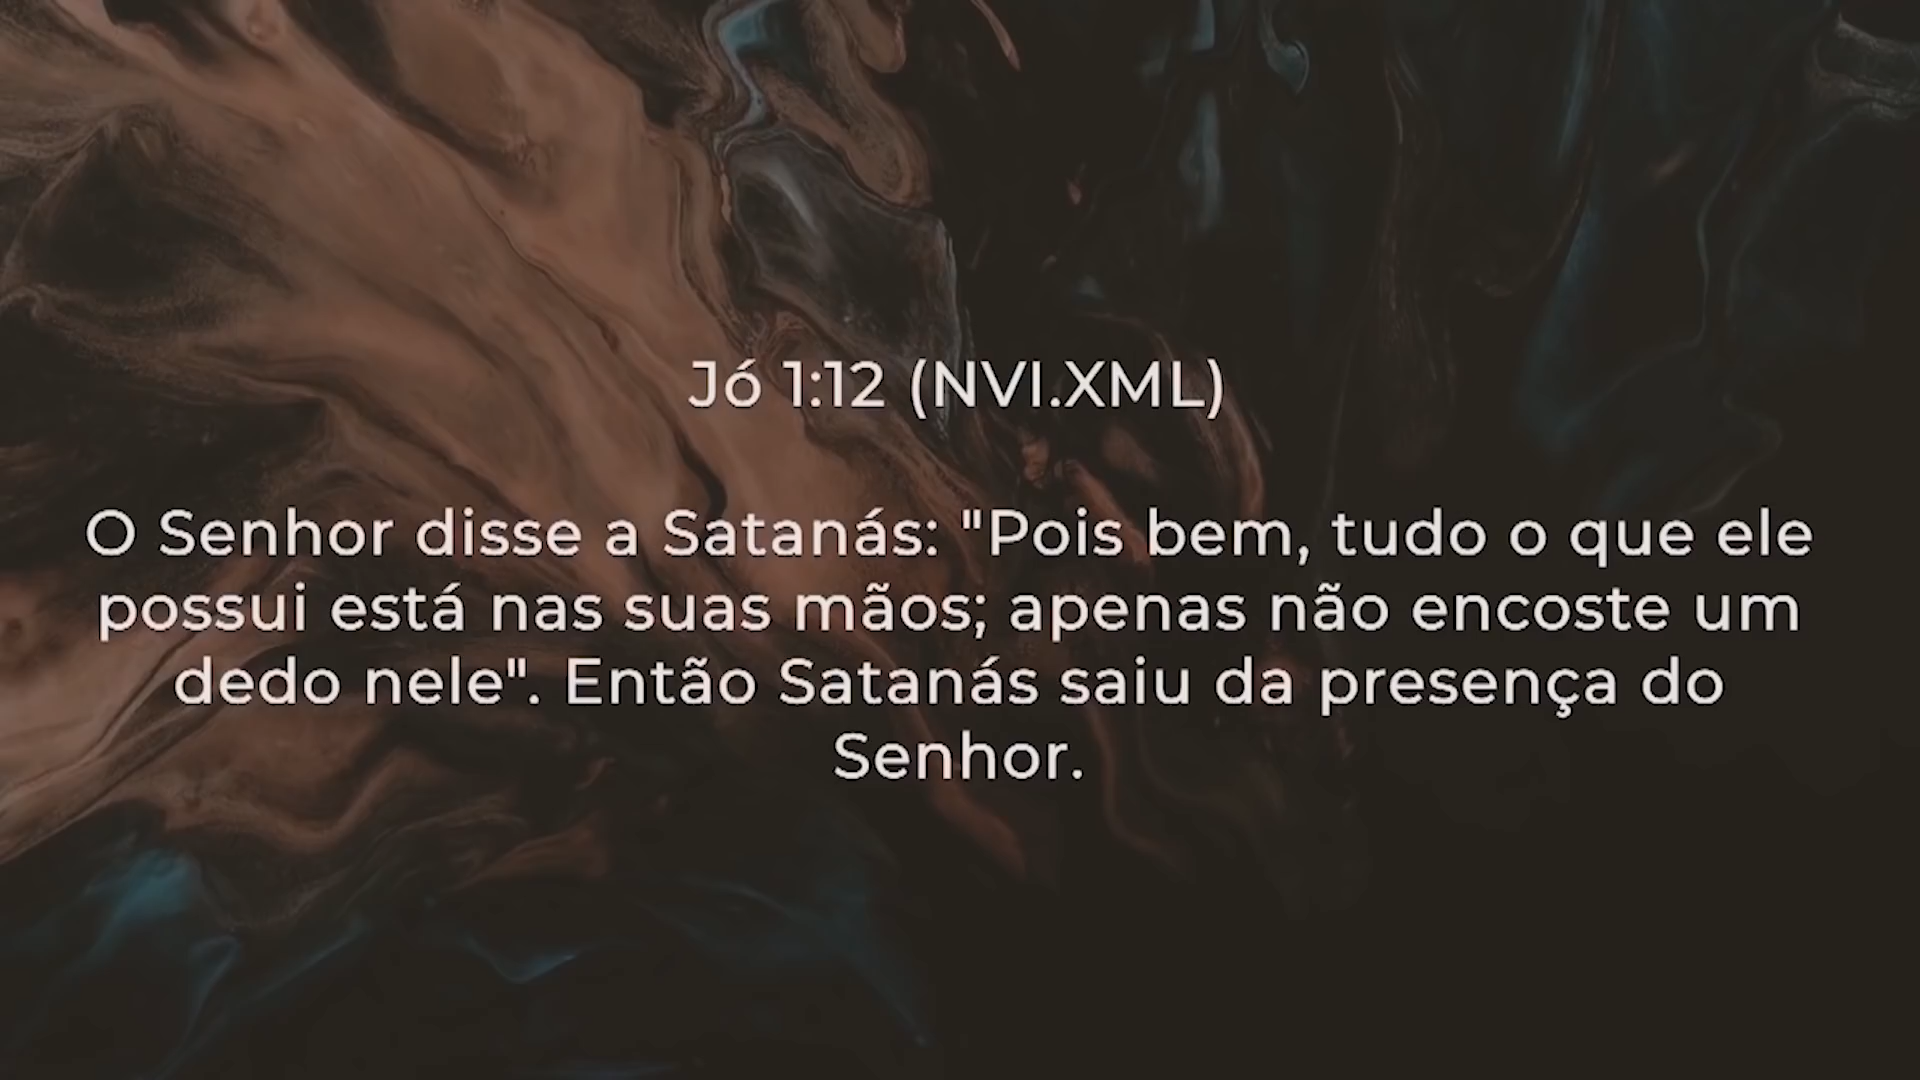 Jó 1:12 (NVI.XML)
O Senhor disse a Satanás: "Pois bem, tudo o que ele
possui está nas suas mãos; apenas não encoste um
dedo nele". Então Satanás saiu da presença do
Senhor.